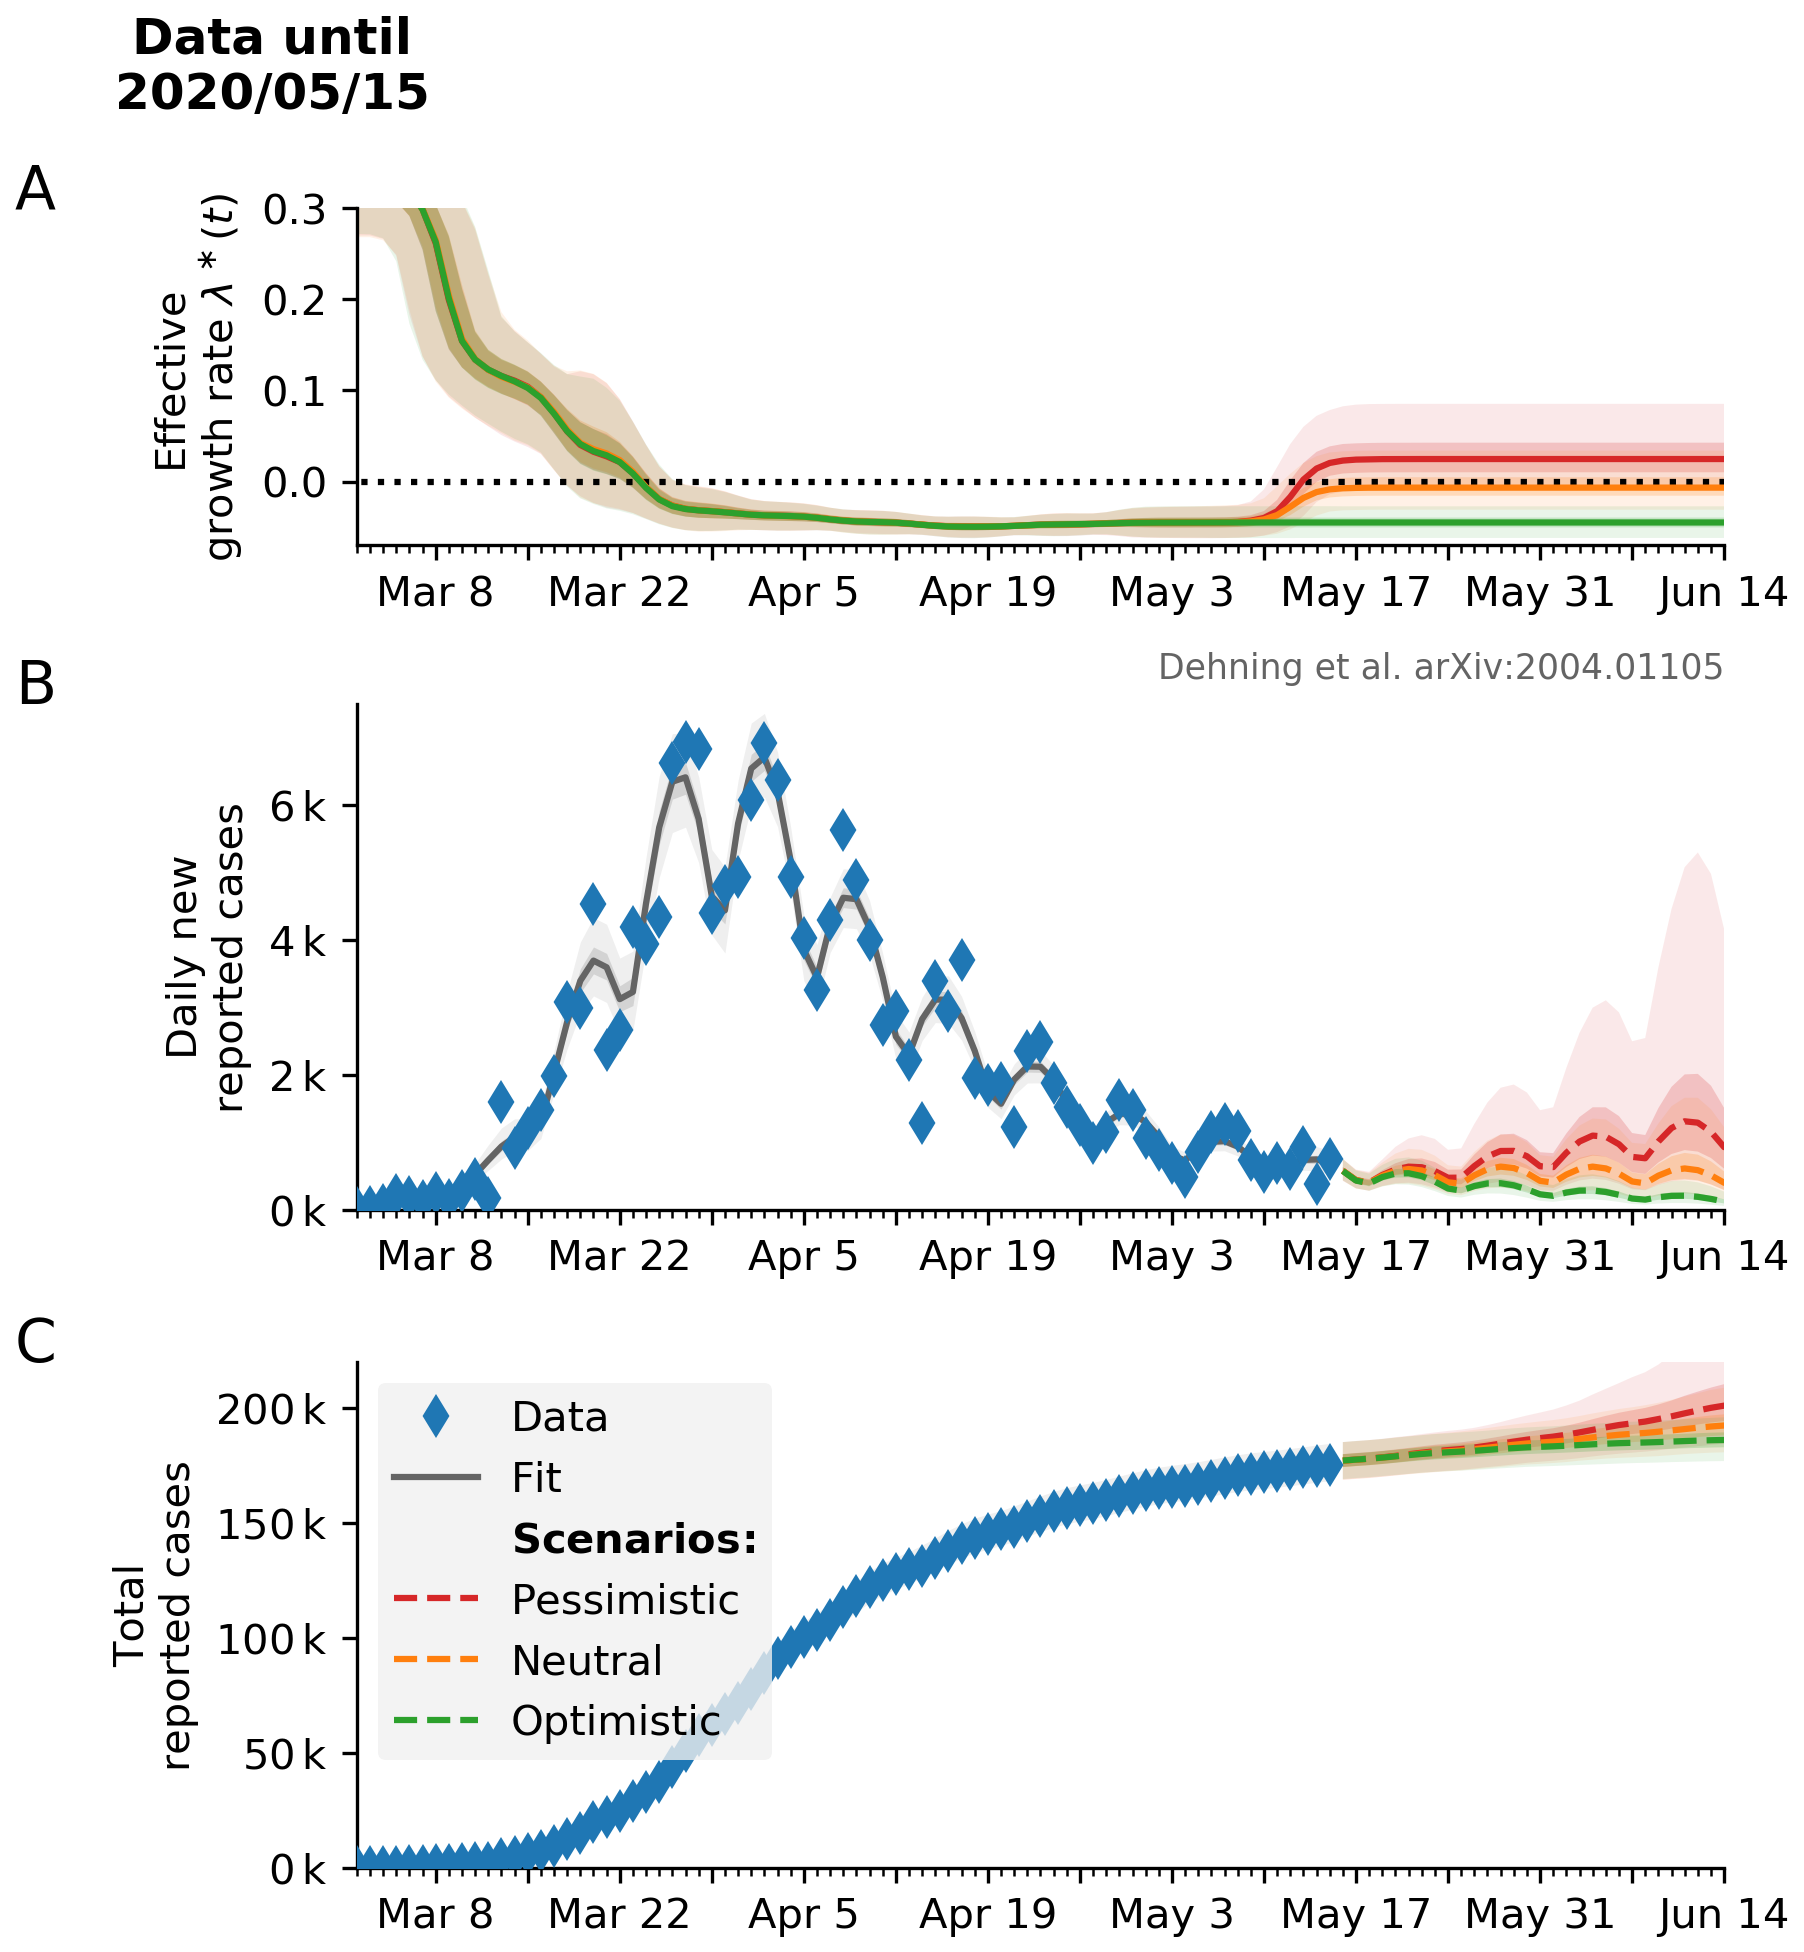 Data until
2020/05/15
A
Effective
growth rate λ * (t)
0.3
0.2
0.1
0.0
Mar 8 Mar 22 Apr 5 Apr 19 May 3 May 17 May 31 Jun 14
B
Dehning et al. arXiv:2004.01105
Daily new
reported cases
6 k
4 k
2 k
0 k
Mar 8 Mar 22 Apr 5 Apr 19 May 3 May 17 May 31 Jun 14
C
Total
reported cases
200 k
150 k
100 k
50 k
0 k
Data
Fit
Scenarios:
Pessimistic
Neutral
Optimistic
Mar 8 Mar 22 Apr 5 Apr 19 May 3 May 17 May 31 Jun 14